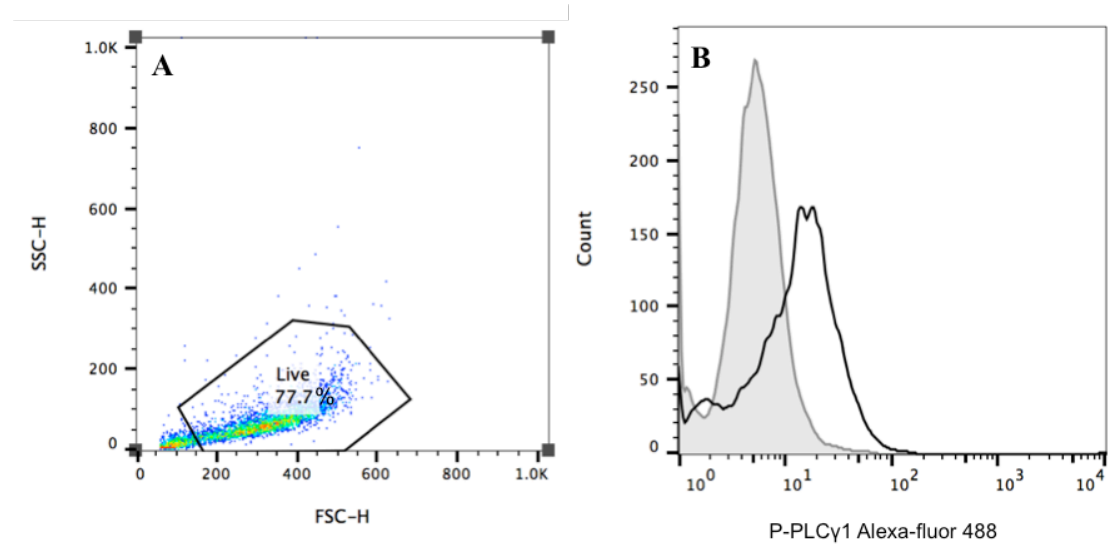 A
1.0K
800
600
400
200
0
SSC-H
Live
77.7%
0 200 400 600 800 1.0K
FSC-H
B
250
200
150
100
50
0
Count
10^0 10^1 10^2 10^3 10^4
P-PLCγ1 Alexa-fluor 488